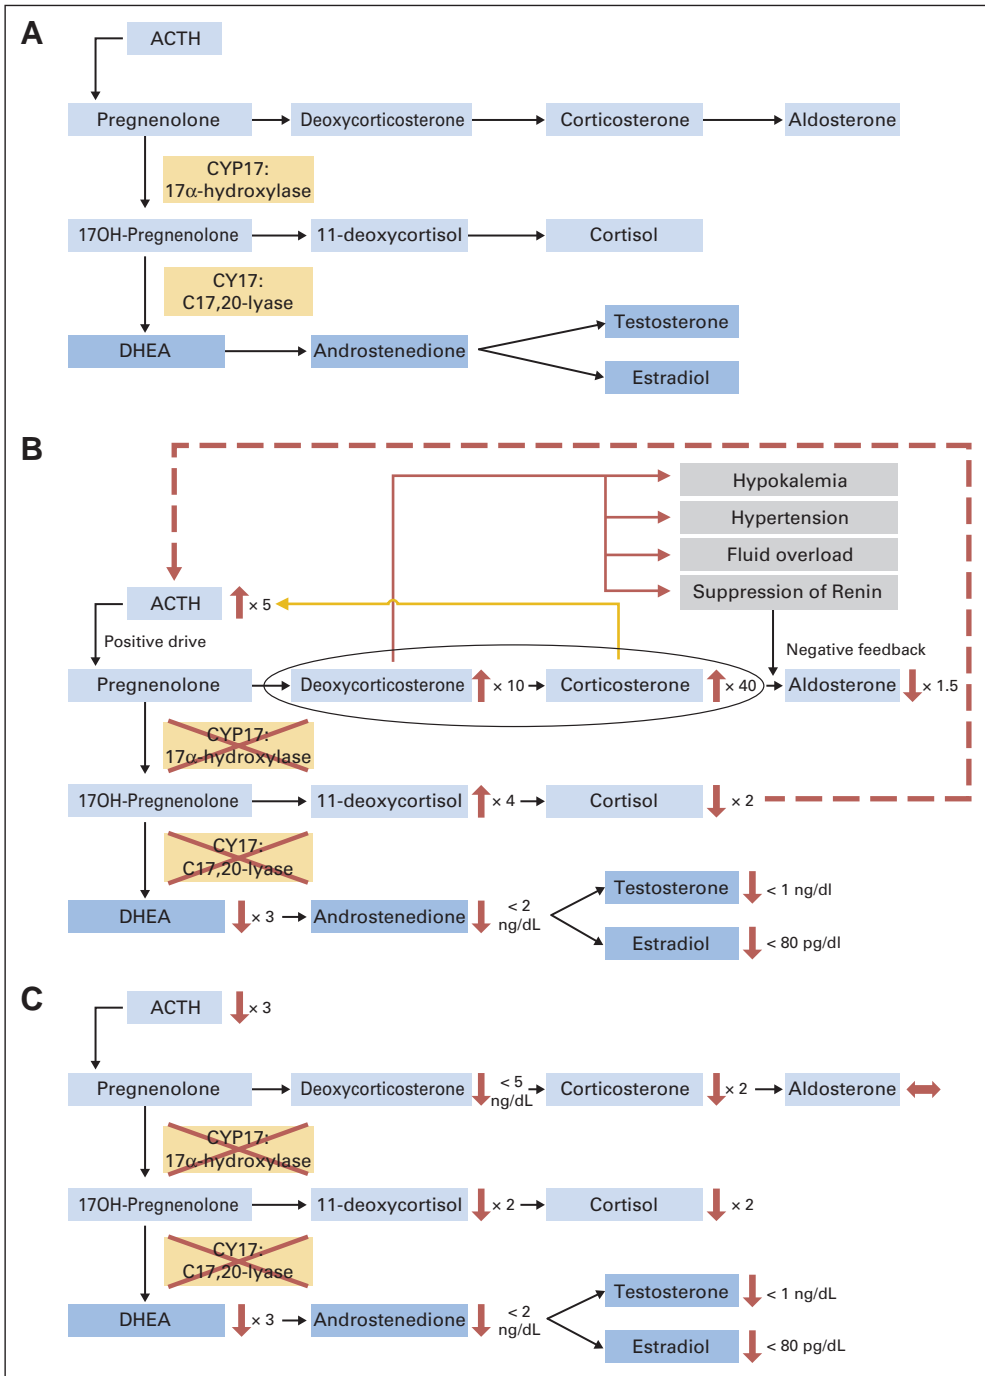 A
ACTH
Pregnenolone
Deoxycorticosterone
Corticosterone
Aldosterone
CYP17:
17α-hydroxylase
17OH-Pregnenolone
11-deoxycortisol
Cortisol
CY17:
C17,20-lyase
DHEA
Androstenedione
Testosterone
Estradiol
B
Hypokalemia
Hypertension
Fluid overload
Suppression of Renin
ACTH
× 5
Positive drive
Negative feedback
Pregnenolone
Deoxycorticosterone
× 10
Corticosterone
× 40
Aldosterone
× 1.5
CYP17:
17α-hydroxylase
17OH-Pregnenolone
11-deoxycortisol
× 4
Cortisol
× 2
CY17:
C17,20-lyase
DHEA
× 3
Androstenedione
< 2
ng/dL
Testosterone
< 1 ng/dl
Estradiol
< 80 pg/dl
C
ACTH
× 3
Pregnenolone
Deoxycorticosterone
< 5
ng/dL
Corticosterone
× 2
Aldosterone
CYP17:
17α-hydroxylase
17OH-Pregnenolone
11-deoxycortisol
× 2
Cortisol
× 2
CY17:
C17,20-lyase
DHEA
× 3
Androstenedione
< 2
ng/dL
Testosterone
< 1 ng/dL
Estradiol
< 80 pg/dL